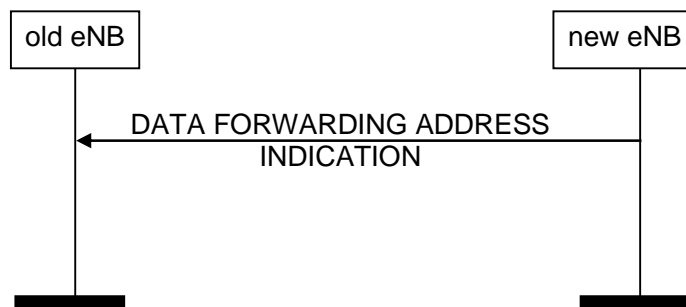 old eNB
new eNB
DATA FORWARDING ADDRESS
INDICATION